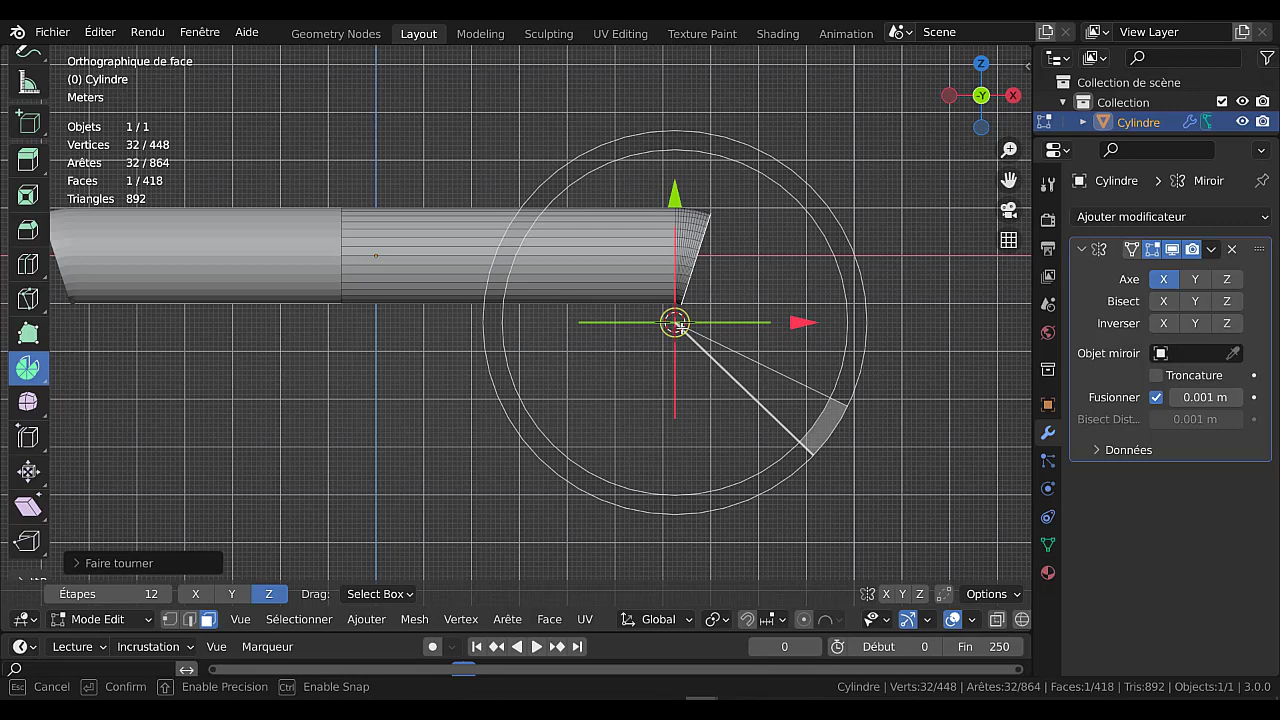 Fichier Éditer Rendu Fenêtre Aide Geometry Nodes Layout Modeling Sculpting UV Editing Texture Paint Shading Animation Scene View Layer
Orthographique de face
(0) Cylindre
Meters
Objets 1 / 1
Vertices 32 / 448
Arêtes 32 / 864
Faces 1 / 418
Triangles 892
Z
-Y
X
Collection de scène
Collection
Cylindre
Cylindre > Miroir
Ajouter modificateur
Axe X Y Z
Bisect X Y Z
Inverser X Y Z
Objet miroir
Troncature
Fusionner 0.001 m
Bisect Dist... 0.001 m
Données
Faire tourner
Étapes 12 X Y Z Drag: Select Box X Y Z Options
Mode Edit Vue Sélectionner Ajouter Mesh Vertex Arête Face UV Global
Lecture Incrustation Vue Marqueur 0 Début 0 Fin 250
Esc Cancel Confirm Enable Precision Ctrl Enable Snap Cylindre | Verts:32/448 | Arêtes:32/864 | Faces:1/418 | Tris:892 | Objects:1/1 | 3.0.0